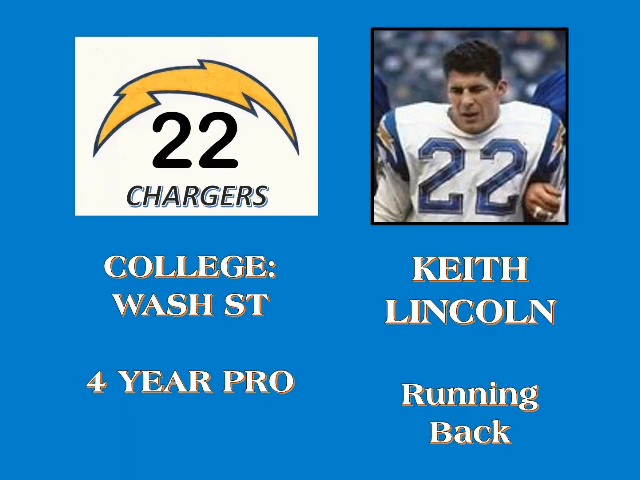 22
CHARGERS
22
COLLEGE:
WASH ST
4 YEAR PRO
KEITH
LINCOLN
Running
Back